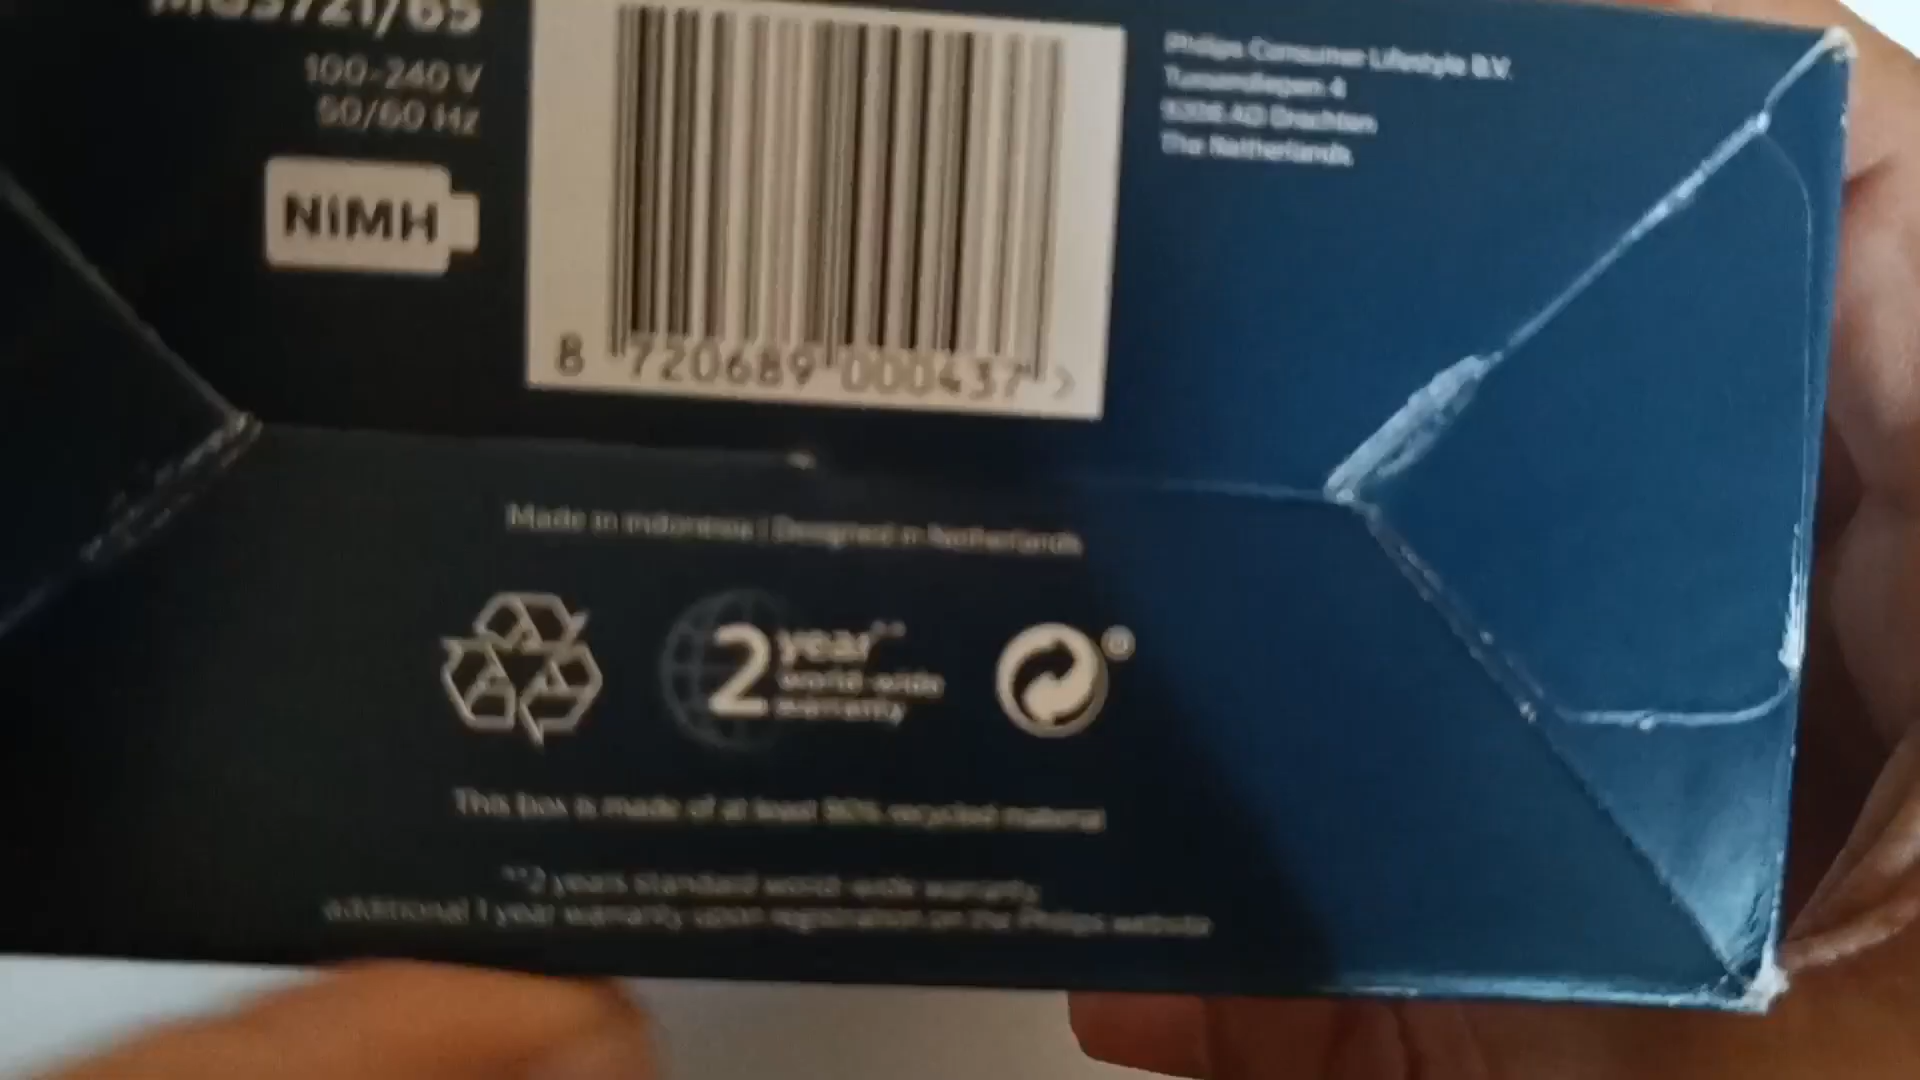 MG3721/65
100-240 V
50/60 Hz
NiMH
8 720689 000437 >
Philips Consumer Lifestyle B.V.
Tussendiepen 4
9206 AD Drachten
The Netherlands
Made in Indonesia | Designed in Netherlands
2 year**
world-wide
warranty
This box is made of at least 90% recycled material
**2 years standard world-wide warranty,
additional 1 year warranty upon registration on the Philips website